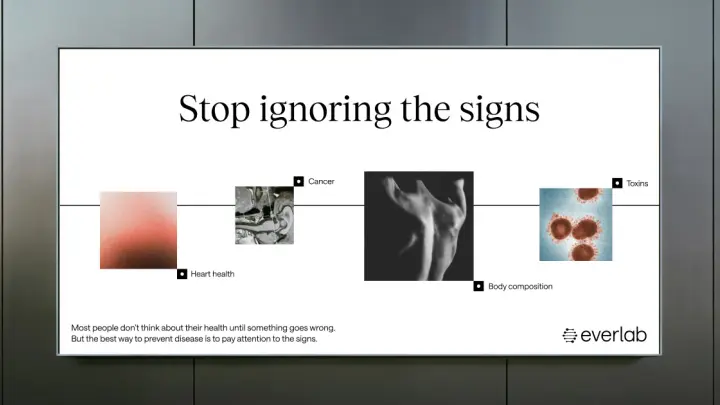 Stop ignoring the signs
Cancer
Toxins
Heart health
Body composition
Most people don't think about their health until something goes wrong.
But the best way to prevent disease is to pay attention to the signs.
everlab